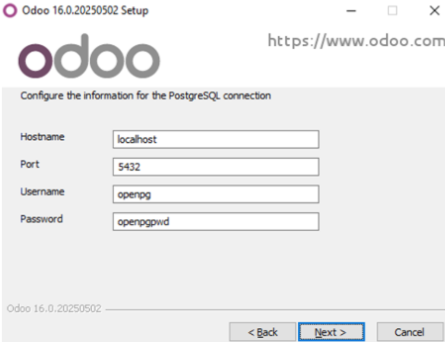 Odoo 16.0.20250502 Setup
odoo
https://www.odoo.com
Configure the information for the PostgreSQL connection
Hostname localhost
Port 5432
Username openpg
Password openpgpwd
Odoo 16.0.20250502
< Back Next > Cancel